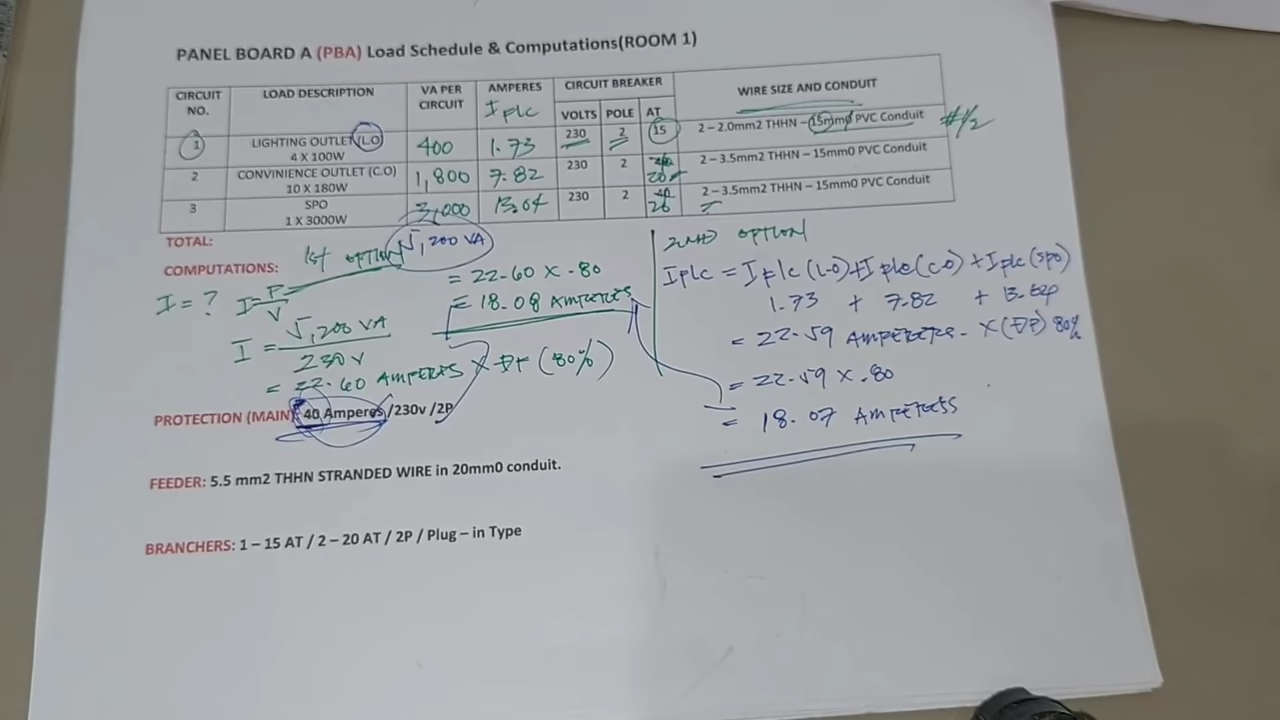 PANEL BOARD A (PBA) Load Schedule & Computations(ROOM 1)
CIRCUIT NO. LOAD DESCRIPTION VA PER CIRCUIT AMPERES Iplc CIRCUIT BREAKER WIRE SIZE AND CONDUIT
VOLTS POLE AT
1 LIGHTING OUTLET (L.O) 4 X 100W 400 1.73 230 2 15 2 – 2.0mm2 THHN – 15mm0 PVC Conduit #1/2
2 CONVINIENCE OUTLET (C.O) 10 X 180W 1,800 7.82 230 2 20 2 – 3.5mm2 THHN – 15mm0 PVC Conduit
3 SPO 1 X 3000W 3,000 13.04 230 2 20 2 – 3.5mm2 THHN – 15mm0 PVC Conduit
TOTAL: 5,200 VA
COMPUTATIONS: 1st OPTION
I = ? I = P/V
I = 5,200 VA / 230 V
= 22.60 AMPERES X DF (80%)
= 22.60 X .80
= 18.08 AMPERES
2ND OPTION
Iplc = Iplc (L.O) + Iplc (C.O) + Iplc (SPO)
1.73 + 7.82 +
= 22.59 AMPERES X (DF) 80%
= 22.59 X .80
= 18.07 AMPERES
PROTECTION (MAIN): 40 Amperes /230v /2P
FEEDER: 5.5 mm2 THHN STRANDED WIRE in 20mm0 conduit.
BRANCHERS: 1 – 15 AT / 2 – 20 AT / 2P / Plug – in Type